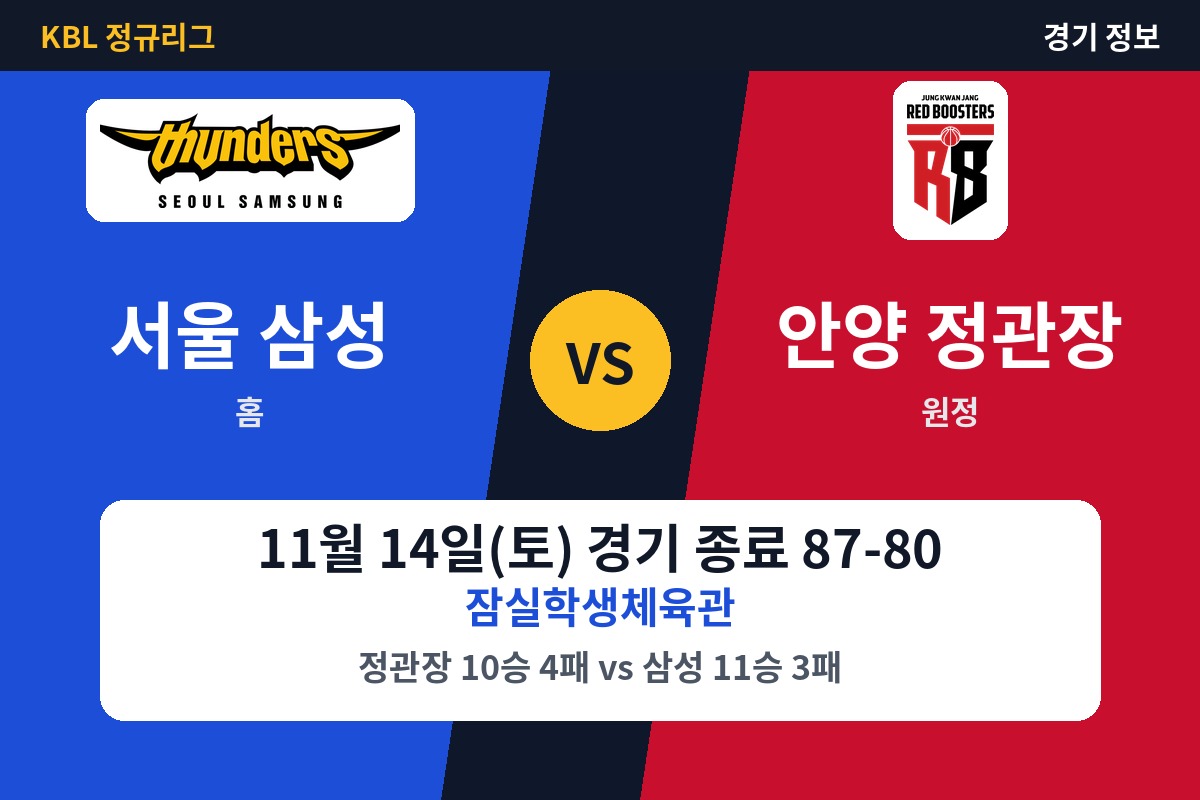 KBL 정규리그
경기 정보
thunders
SEOUL SAMSUNG
JUNG KWAN JANG
RED BOOSTERS
RB
서울 삼성
홈
VS
안양 정관장
원정
11월 14일(토) 경기 종료 87-80
잠실학생체육관
정관장 10승 4패 vs 삼성 11승 3패